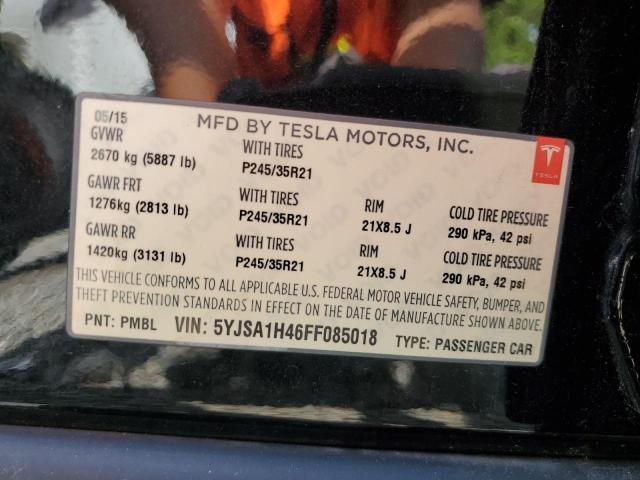 05/15
MFD BY TESLA MOTORS, INC.
GVWR WITH TIRES
2670 kg (5887 lb) P245/35R21
TESLA
GAWR FRT WITH TIRES RIM COLD TIRE PRESSURE
1276kg (2813 lb) P245/35R21 21X8.5 J 290 kPa, 42 psi
GAWR RR WITH TIRES RIM COLD TIRE PRESSURE
1420kg (3131 lb) P245/35R21 21X8.5 J 290 kPa, 42 psi
THIS VEHICLE CONFORMS TO ALL APPLICABLE U.S. FEDERAL MOTOR VEHICLE SAFETY, BUMPER, AND
THEFT PREVENTION STANDARDS IN EFFECT ON THE DATE OF MANUFACTURE SHOWN ABOVE.
PNT: PMBL VIN: 5YJSA1H46FF085018 TYPE: PASSENGER CAR